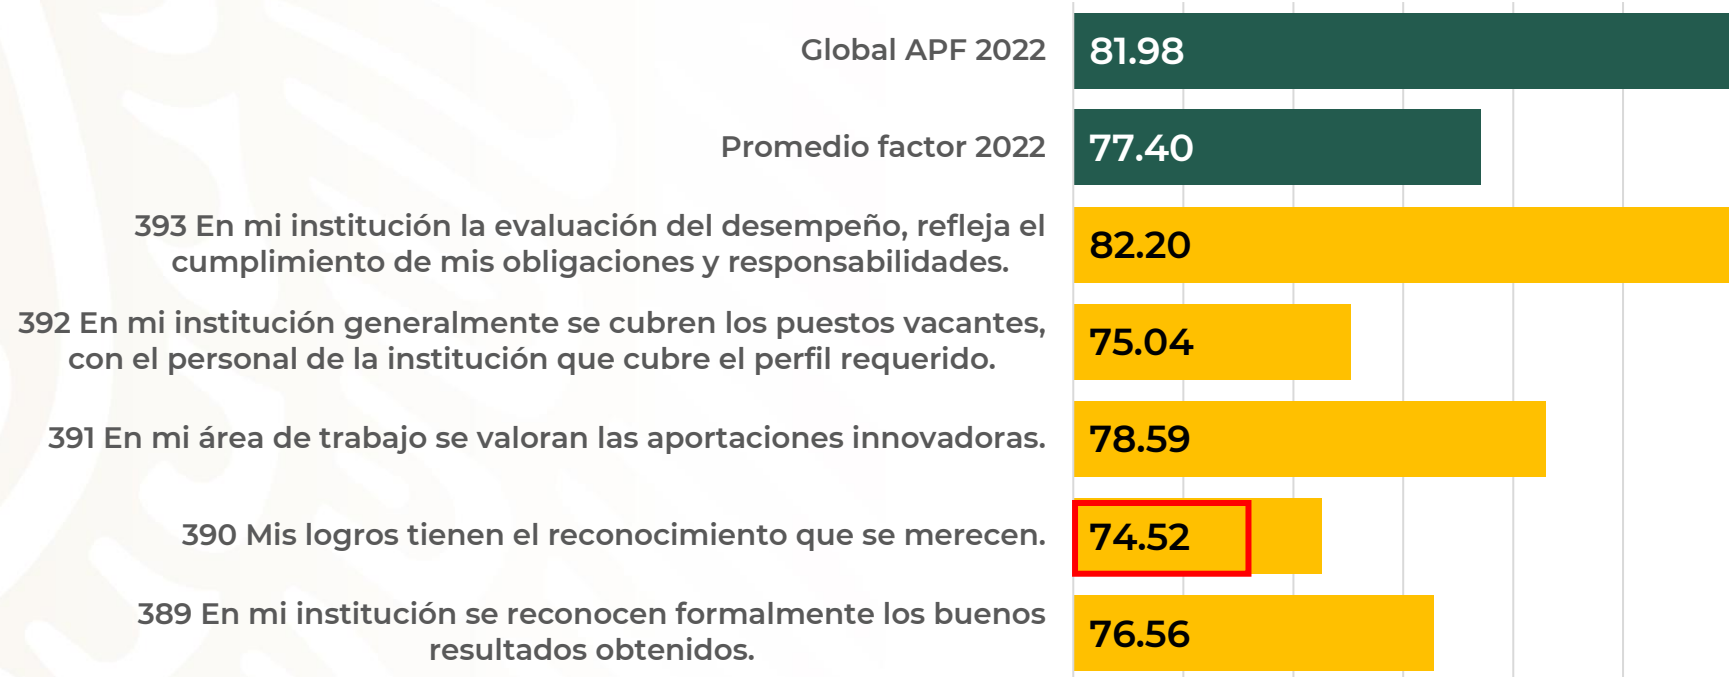 Global APF 2022 81.98
Promedio factor 2022 77.40
393 En mi institución la evaluación del desempeño, refleja el
cumplimiento de mis obligaciones y responsabilidades.
82.20
392 En mi institución generalmente se cubren los puestos vacantes,
con el personal de la institución que cubre el perfil requerido.
75.04
391 En mi área de trabajo se valoran las aportaciones innovadoras. 78.59
390 Mis logros tienen el reconocimiento que se merecen. 74.52
389 En mi institución se reconocen formalmente los buenos
resultados obtenidos.
76.56